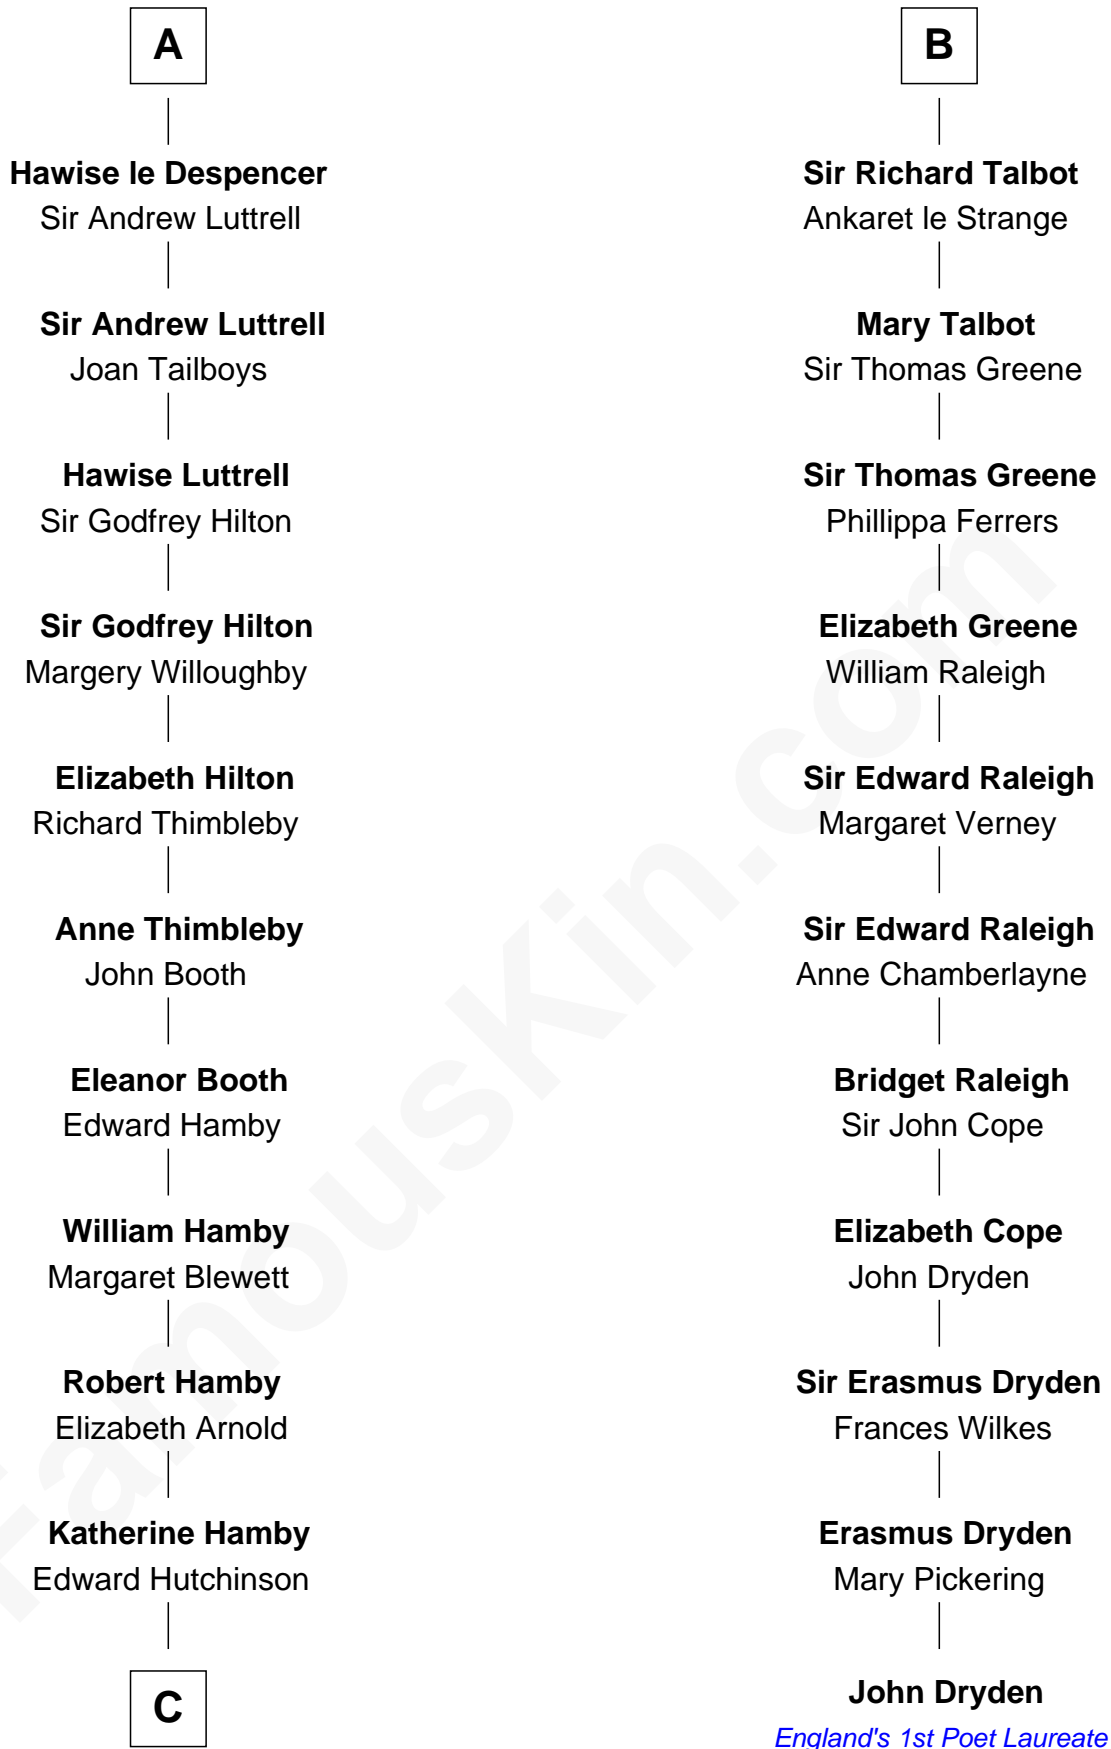 A
Hawise le Despencer
Sir Andrew Luttrell
Sir Andrew Luttrell
Joan Tailboys
Hawise Luttrell
Sir Godfrey Hilton
Sir Godfrey Hilton
Margery Willoughby
Elizabeth Hilton
Richard Thimbleby
Anne Thimbleby
John Booth
Eleanor Booth
Edward Hamby
William Hamby
Margaret Blewett
Robert Hamby
Elizabeth Arnold
Katherine Hamby
Edward Hutchinson
C
B
Sir Richard Talbot
Ankaret le Strange
Mary Talbot
Sir Thomas Greene
Sir Thomas Greene
Phillippa Ferrers
Elizabeth Greene
William Raleigh
Sir Edward Raleigh
Margaret Verney
Sir Edward Raleigh
Anne Chamberlayne
Bridget Raleigh
Sir John Cope
Elizabeth Cope
John Dryden
Sir Erasmus Dryden
Frances Wilkes
Erasmus Dryden
Mary Pickering
John Dryden
England's 1st Poet Laureate
FamousKin.com